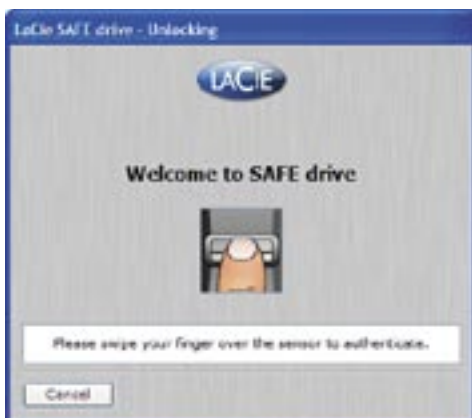 LaCie SAFE drive - Unlocking
LACIE
Welcome to SAFE drive
Please swipe your finger over the sensor to authenticate.
Cancel